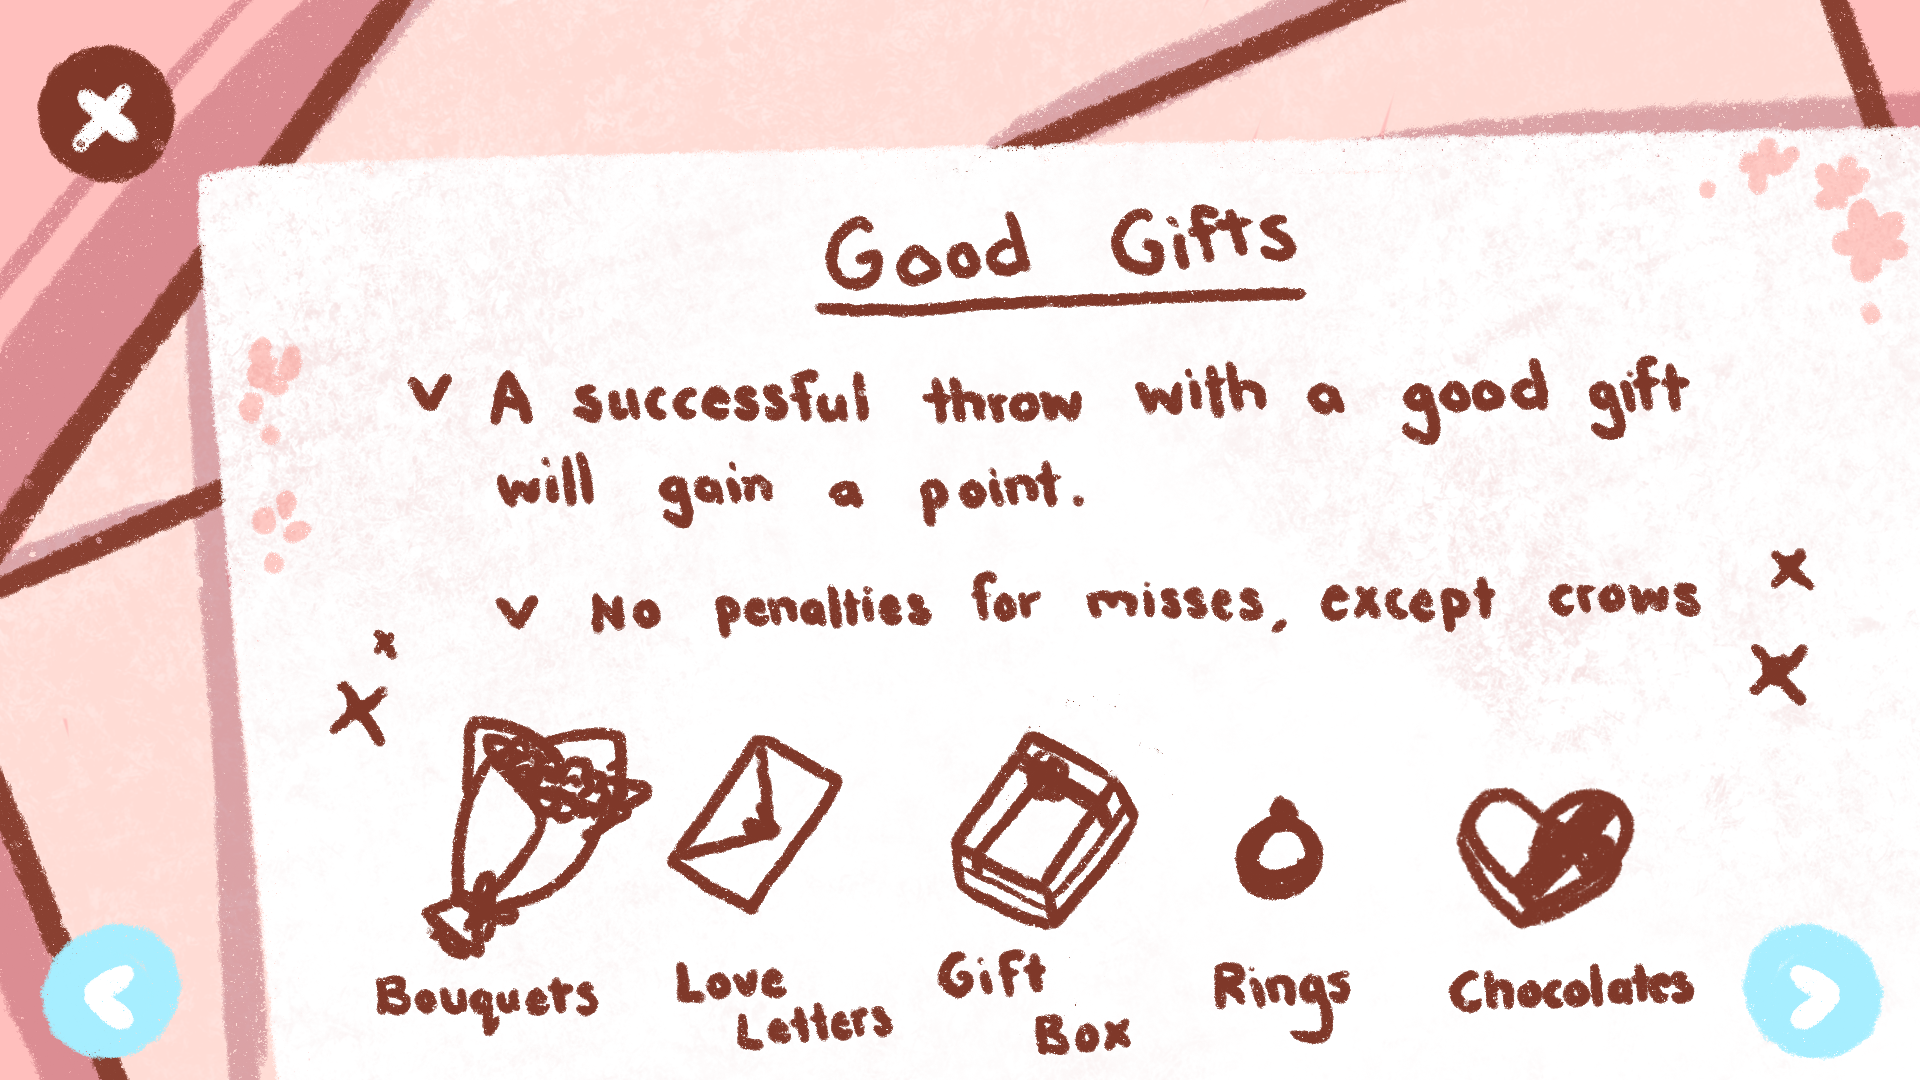 Good Gifts
A successful throw with a good gift
will gain a point.
No penalties for misses, except crows
Bouquets
Love
Letters
Gift
Box
Rings
Chocolates